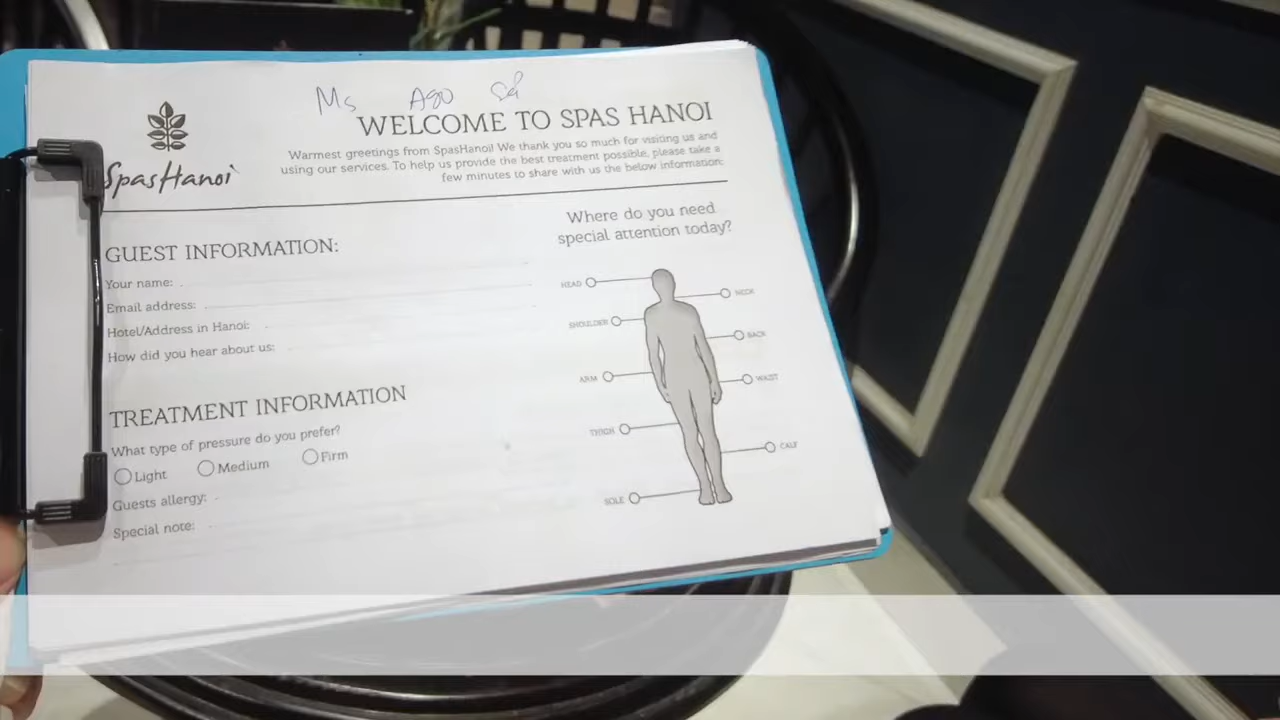 Ms Ago
WELCOME TO SPAS HANOI
SpasHanoi
Warmest greetings from SpasHanoi! We thank you so much for visiting us and
using our services. To help us provide the best treatment possible, please take a
few minutes to share with us the below information:
GUEST INFORMATION:
Your name:
Email address:
Hotel/Address in Hanoi:
How did you hear about us:
TREATMENT INFORMATION
What type of pressure do you prefer?
Light Medium Firm
Guests allergy:
Special note:
Where do you need
special attention today?
HEAD
NECK
SHOULDER
BACK
ARM
WAIST
THIGH
CALF
SOLE